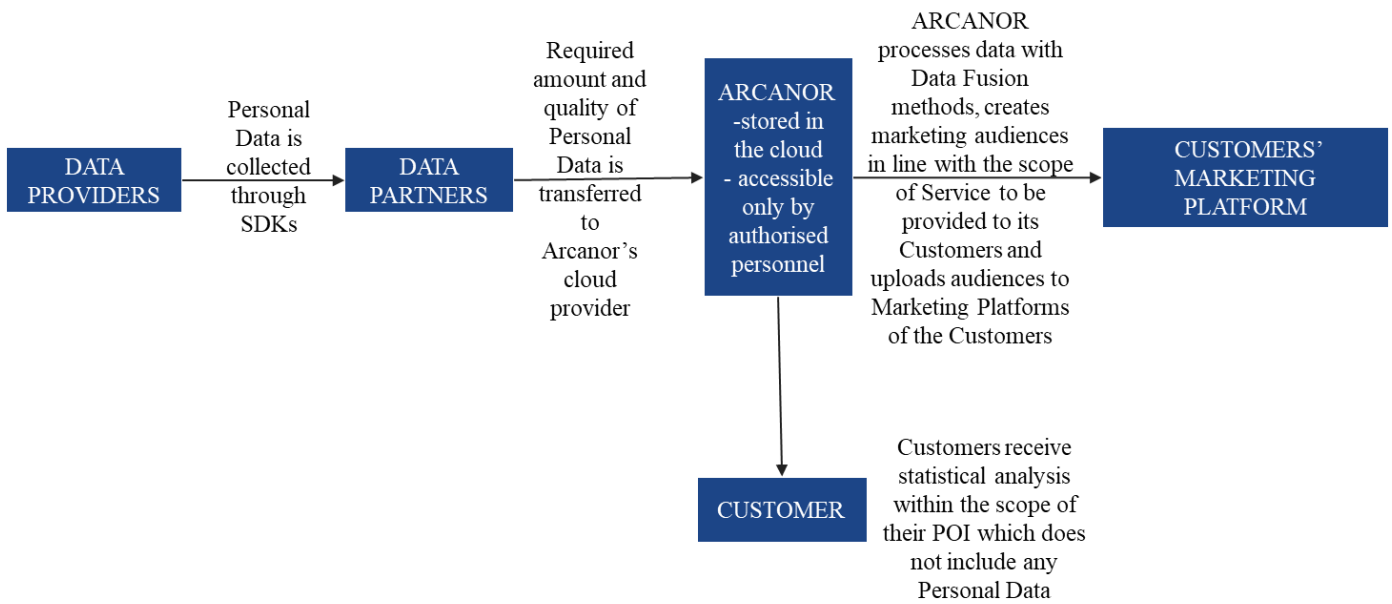 DATA
PROVIDERS
Personal
Data is
collected
through
SDKs
DATA
PARTNERS
Required
amount and
quality of
Personal
Data is
transferred
to
Arcanor’s
cloud
provider
ARCANOR
-stored in
the cloud
- accessible
only by
authorised
personnel
ARCANOR
processes data with
Data Fusion
methods, creates
marketing audiences
in line with the scope
of Service to be
provided to its
Customers and
uploads audiences to
Marketing Platforms
of the Customers
CUSTOMERS’
MARKETING
PLATFORM
CUSTOMER
Customers receive
statistical analysis
within the scope of
their POI which does
not include any
Personal Data